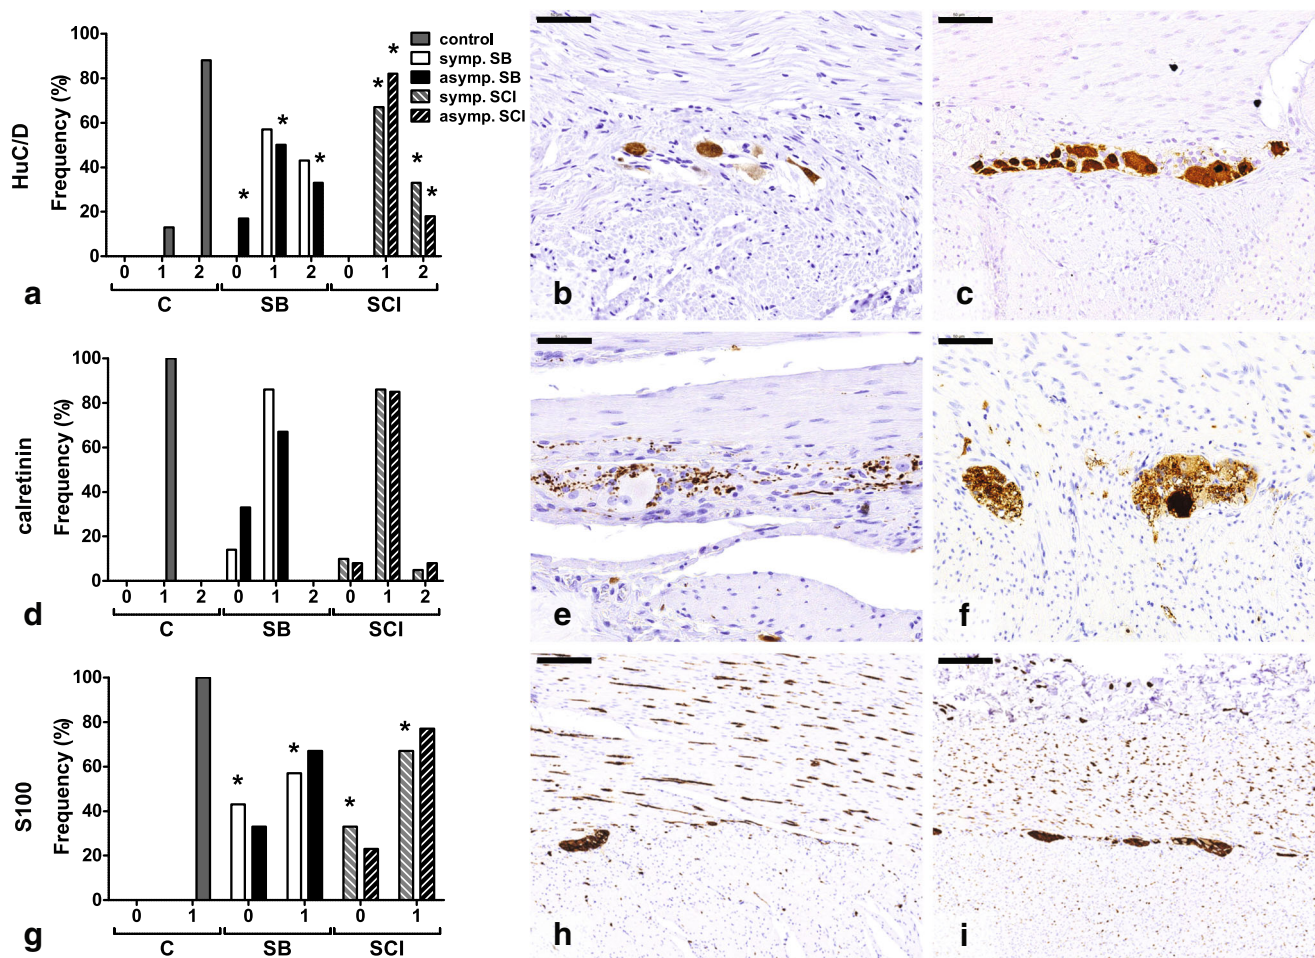 HuC/D
Frequency (%)
100
80
60
40
20
0
control
symp. SB
asymp. SB
symp. SCI
asymp. SCI
* * * * * * *
0 1 2 0 1 2 0 1 2
C SB SCI
a
b
c
calretinin
Frequency (%)
100
80
60
40
20
0
0 1 2 0 1 2 0 1 2
C SB SCI
d
e
f
S100
Frequency (%)
100
80
60
40
20
0
* * * *
0 1 0 1 0 1
C SB SCI
g
h
i